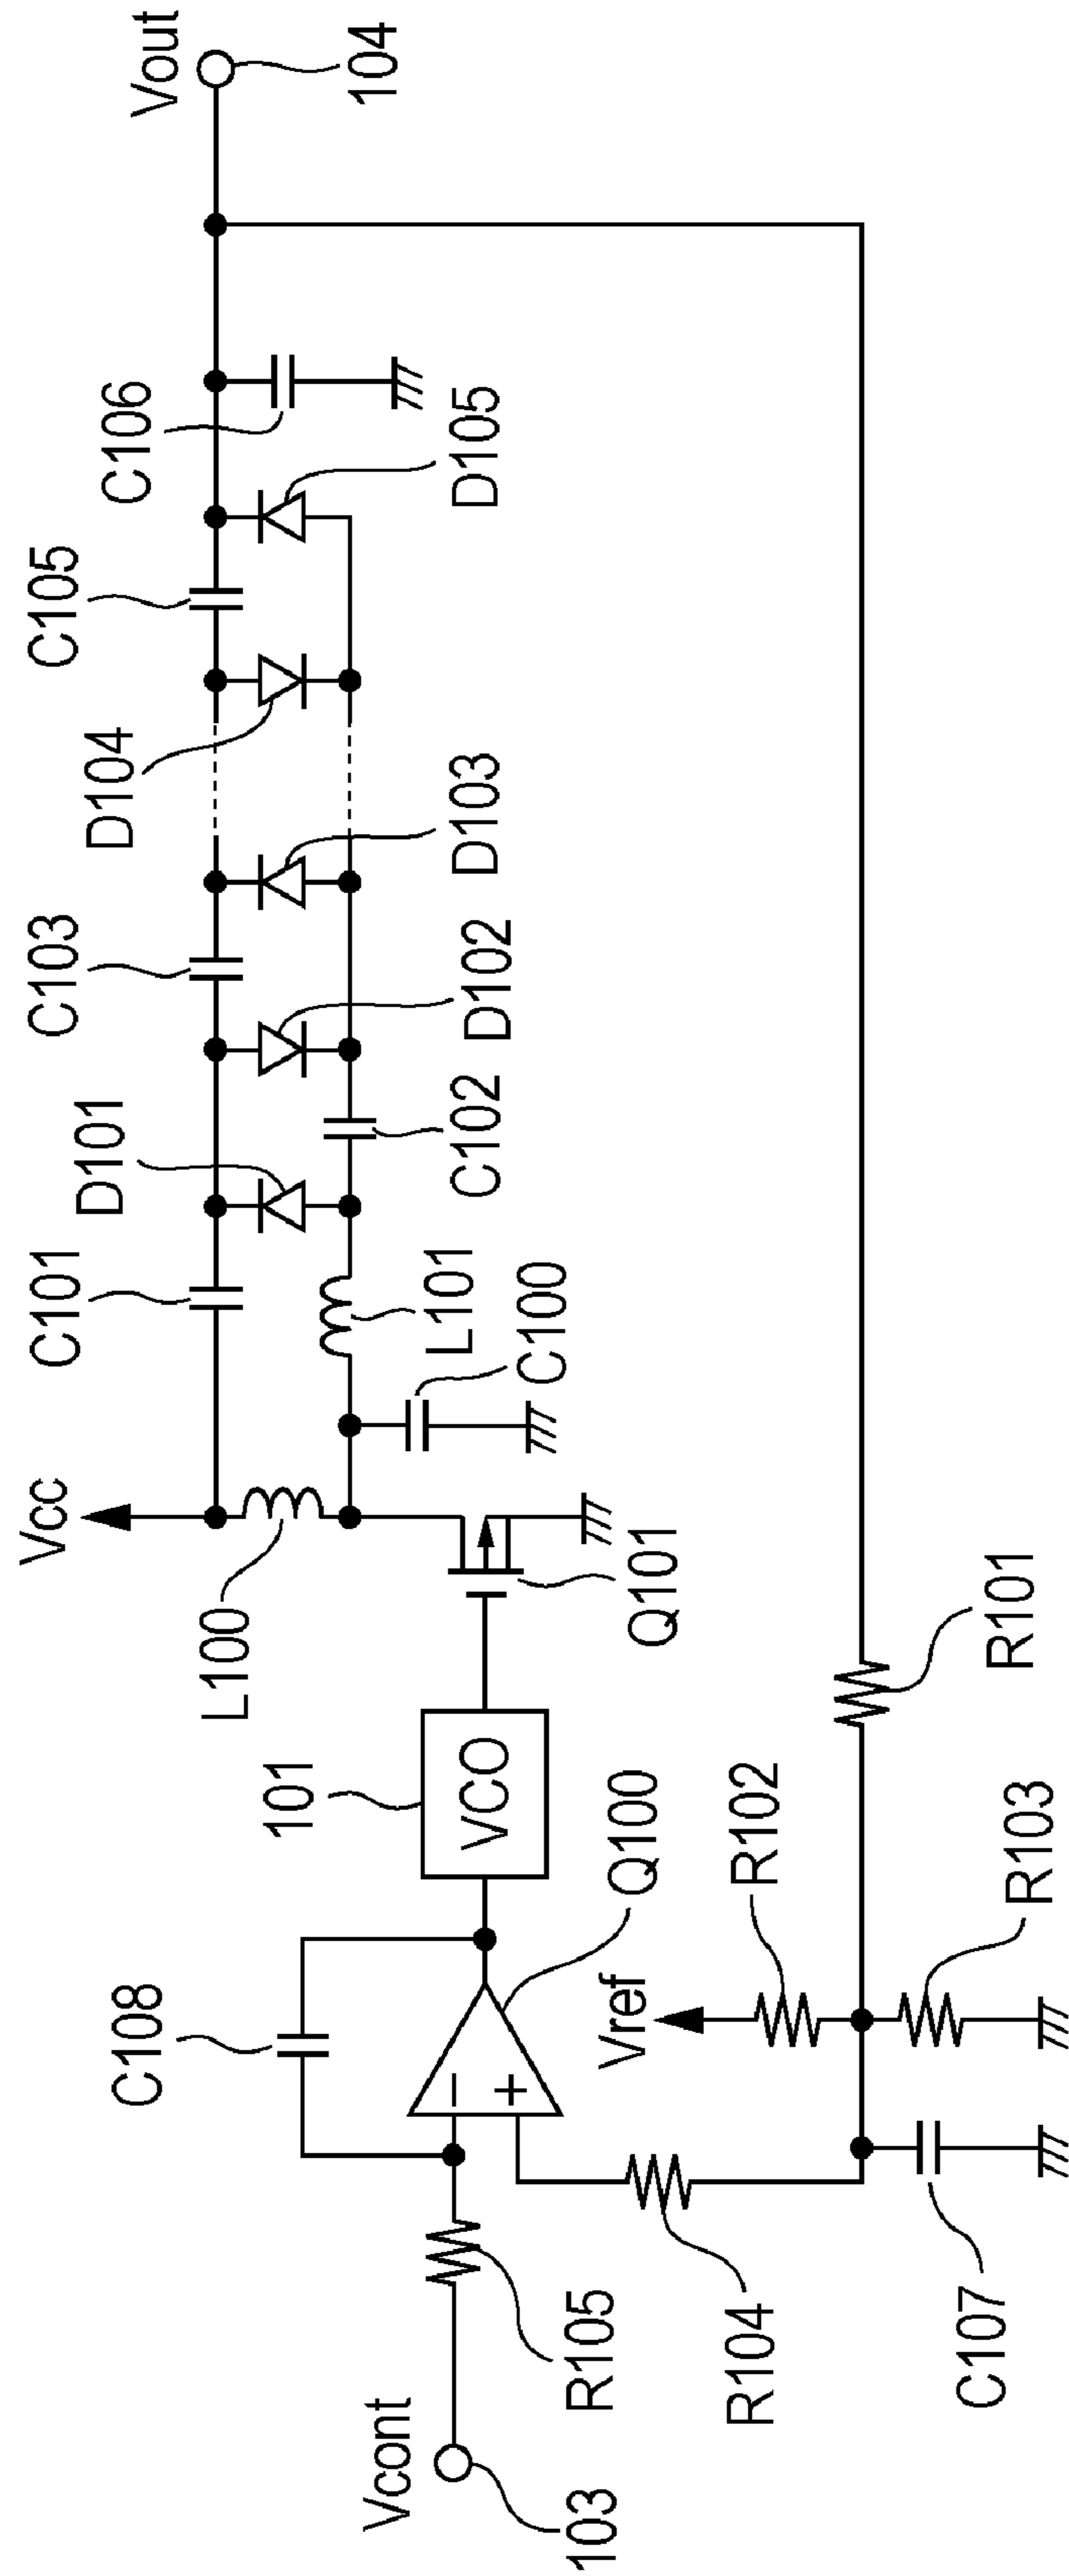 Vcont
103
R105
C108
Q100
101
VCO
R104
C107
Vref
R102
R103
R101
Vcc
L100
Q101
C100
L101
C101
D101
C102
D102
C103
D103
D104
C105
D105
C106
Vout
104